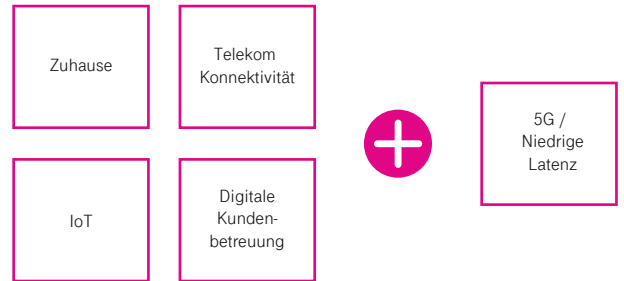 Zuhause
Telekom
Konnektivität
IoT
Digitale
Kunden-
betreuung
5G /
Niedrige
Latenz